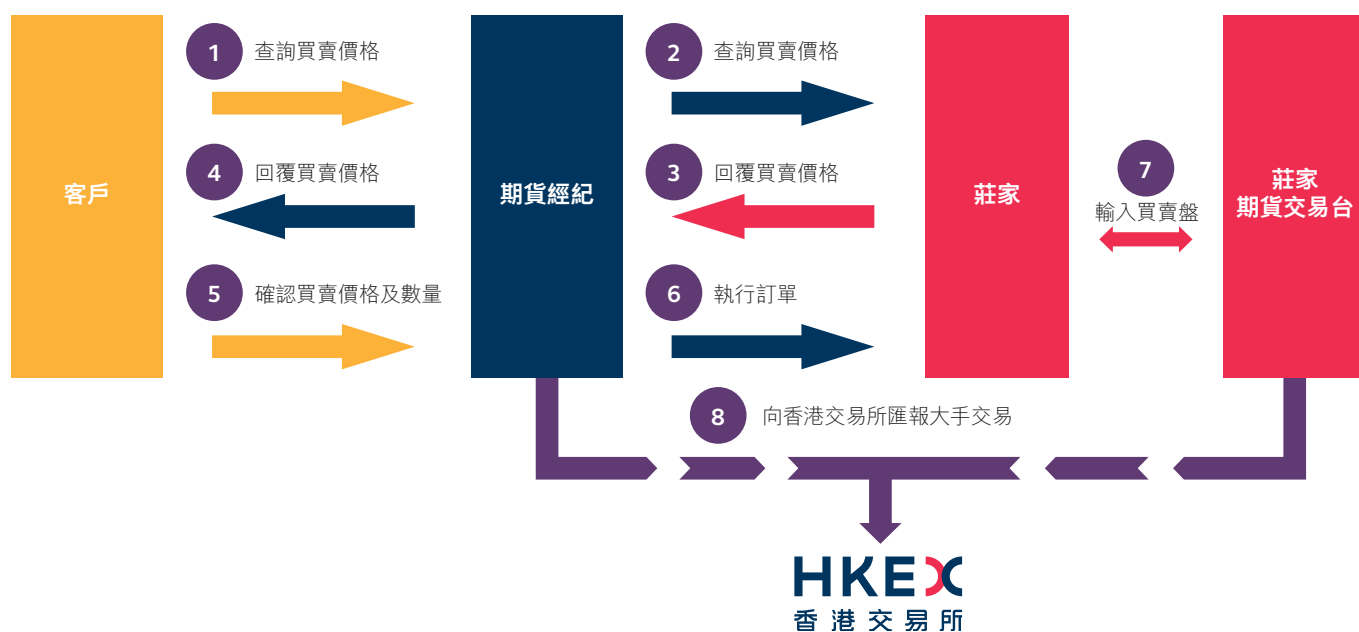 1 查詢買賣價格
2 查詢買賣價格
4 回覆買賣價格
3 回覆買賣價格
7
輸入買賣盤
客戶
期貨經紀
莊家
莊家
期貨交易台
5 確認買賣價格及數量
6 執行訂單
8 向香港交易所匯報大手交易
HKEX
香港交易所